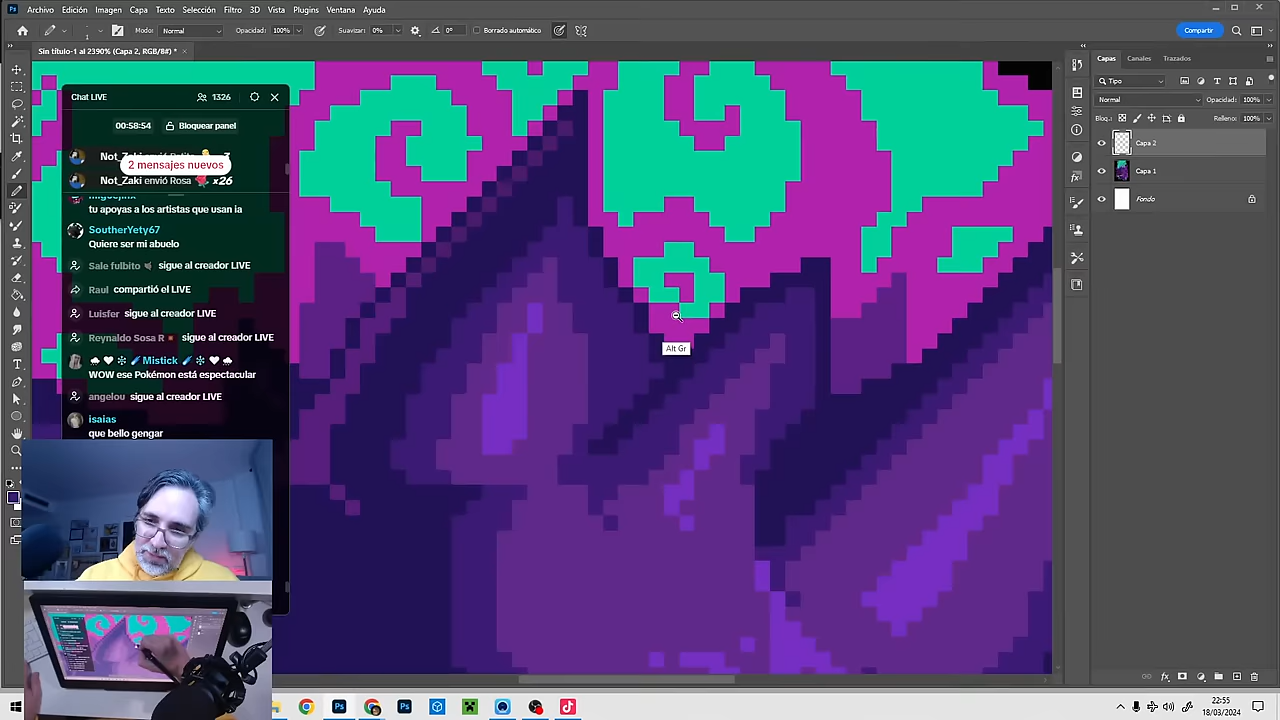 Archivo Edición Imagen Capa Texto Selección Filtro 3D Vista Plugins Ventana Ayuda
1 Modo: Normal Opacidad: 100% Suavizar: 0% 0° Borrado automático Compartir
Sin título-1 al 2390% (Capa 2, RGB/8#) *
Chat LIVE 1326
00:58:54 Bloquear panel
2 mensajes nuevos
Not_Zaki envió Rosa x26
tu apoyas a los artistas que usan ia
SoutherYety67
Quiere ser mi abuelo
Sale fulbito sigue al creador LIVE
Raul compartió el LIVE
Luisfer sigue al creador LIVE
Reynaldo Sosa R sigue al creador LIVE
Mistick
WOW ese Pokémon está espectacular
angelou sigue al creador LIVE
isaias
que bello gengar
Alt Gr
Capas Canales Trazados
Tipo
Normal Opacidad: 100%
Bloq.: Relleno: 100%
Capa 2
Capa 1
Fondo
22:55
18/03/2024